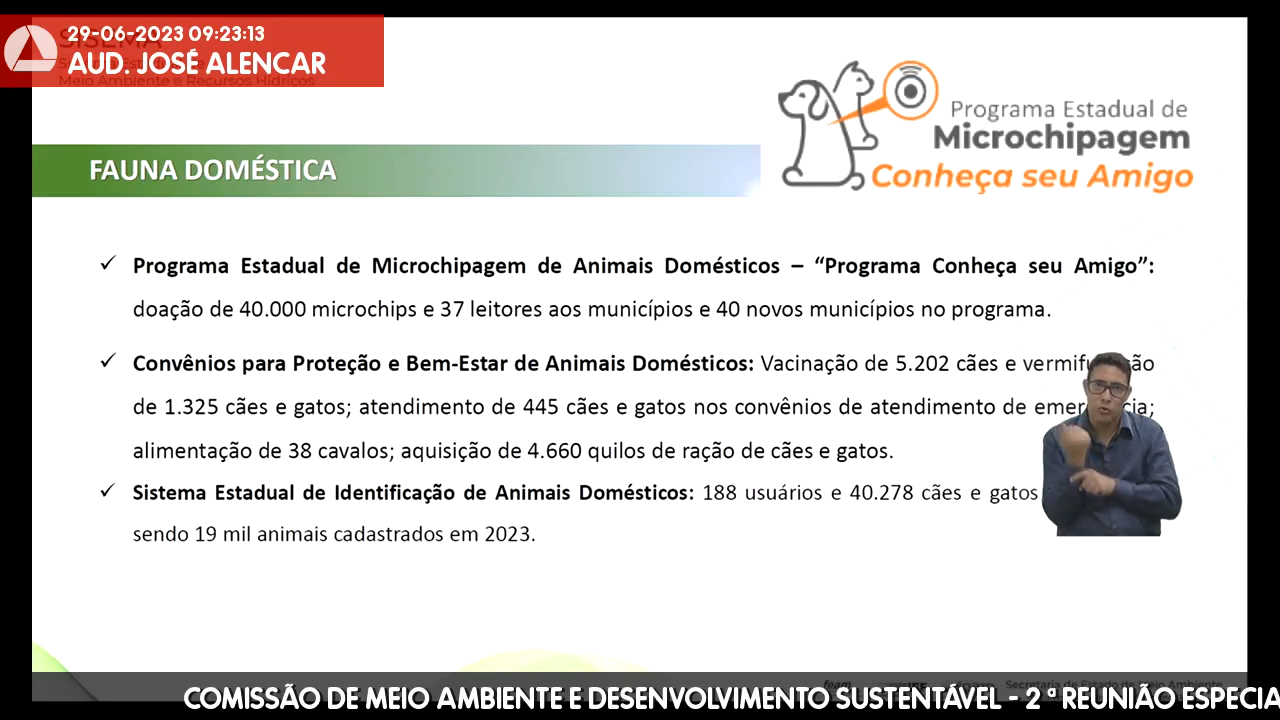 29-06-2023 09:23:13
AUD. JOSÉ ALENCAR
SISEMA
Meio Ambiente e Recursos Hídricos
Programa Estadual de
Microchipagem
Conheça seu Amigo
FAUNA DOMÉSTICA
✓ Programa Estadual de Microchipagem de Animais Domésticos – “Programa Conheça seu Amigo”:
doação de 40.000 microchips e 37 leitores aos municípios e 40 novos municípios no programa.
✓ Convênios para Proteção e Bem-Estar de Animais Domésticos: Vacinação de 5.202 cães e
de 1.325 cães e gatos; atendimento de 445 cães e gatos nos convênios de atendimento de
alimentação de 38 cavalos; aquisição de 4.660 quilos de ração de cães e gatos.
✓ Sistema Estadual de Identificação de Animais Domésticos: 188 usuários e 40.278 cães e gatos
sendo 19 mil animais cadastrados em 2023.
feam Secretaria de Estado de Meio Ambiente
COMISSÃO DE MEIO AMBIENTE E DESENVOLVIMENTO SUSTENTÁVEL - 2 ª REUNIÃO ESPECIA